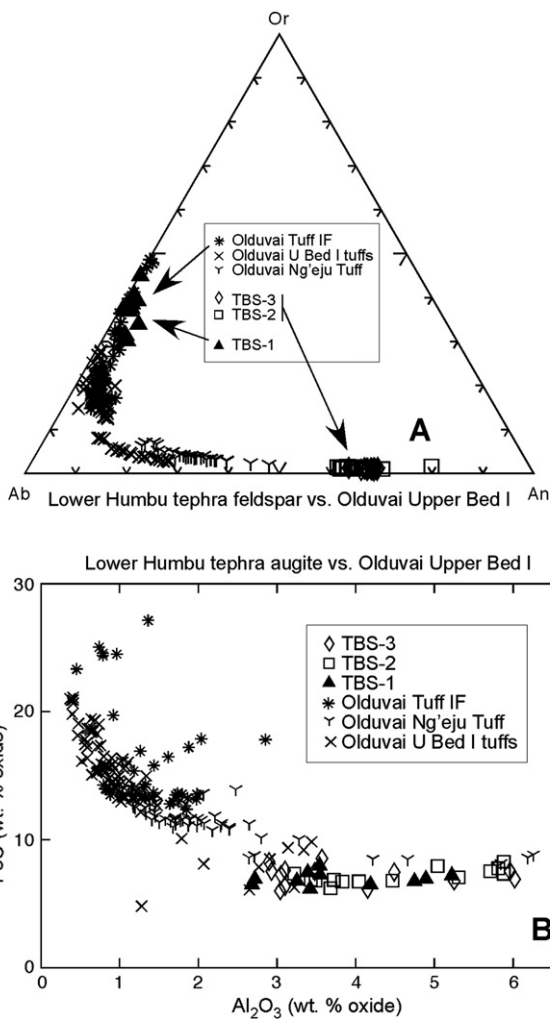 Or
Olduvai Tuff IF
Olduvai U Bed I tuffs
Olduvai Ng'eju Tuff
TBS-3
TBS-2
TBS-1
A
Ab
An
Lower Humbu tephra feldspar vs. Olduvai Upper Bed I
Lower Humbu tephra augite vs. Olduvai Upper Bed I
30
TBS-3
TBS-2
TBS-1
Olduvai Tuff IF
Olduvai Ng'eju Tuff
Olduvai U Bed I tuffs
20
10
(wt. % oxide)
B
0
0 1 2 3 4 5 6
Al₂O₃ (wt. % oxide)